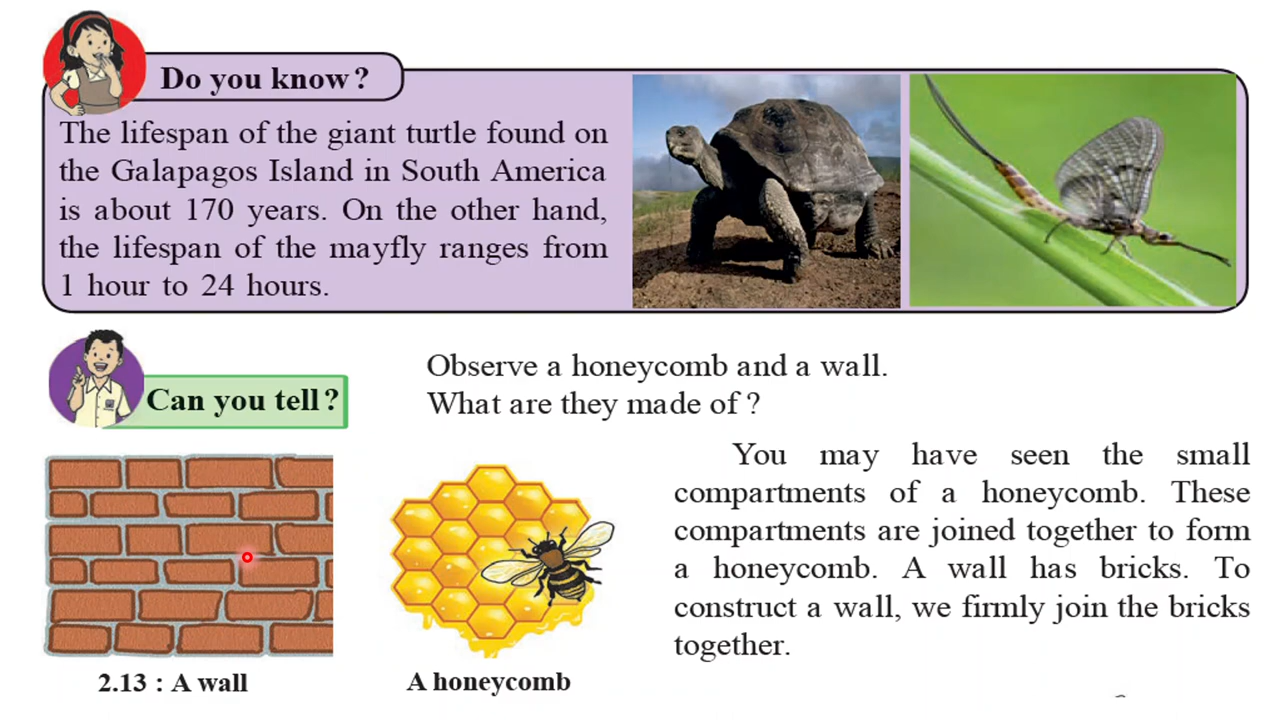 Do you know ?
The lifespan of the giant turtle found on
the Galapagos Island in South America
is about 170 years. On the other hand,
the lifespan of the mayfly ranges from
1 hour to 24 hours.
Can you tell ?
Observe a honeycomb and a wall.
What are they made of ?
You may have seen the small
compartments of a honeycomb. These
compartments are joined together to form
a honeycomb. A wall has bricks. To
construct a wall, we firmly join the bricks
together.
2.13 : A wall
A honeycomb